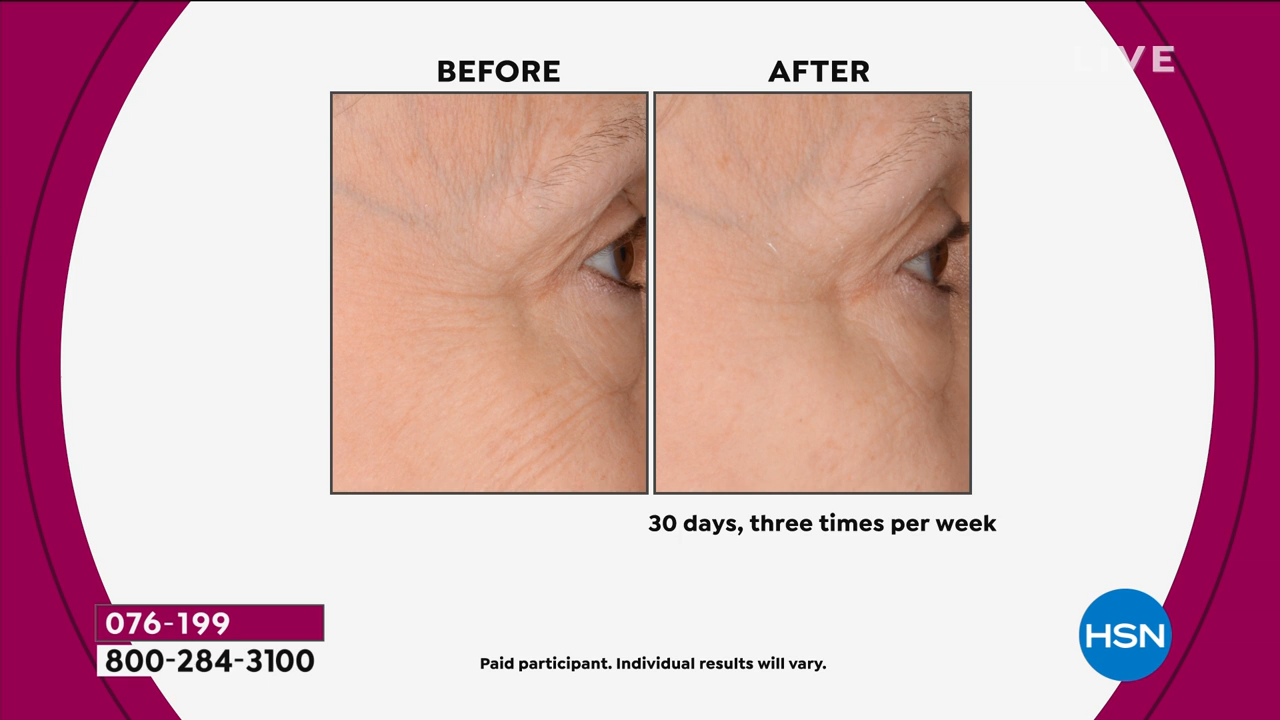 LIVE
BEFORE
AFTER
30 days, three times per week
076-199
800-284-3100
Paid participant. Individual results will vary.
HSN